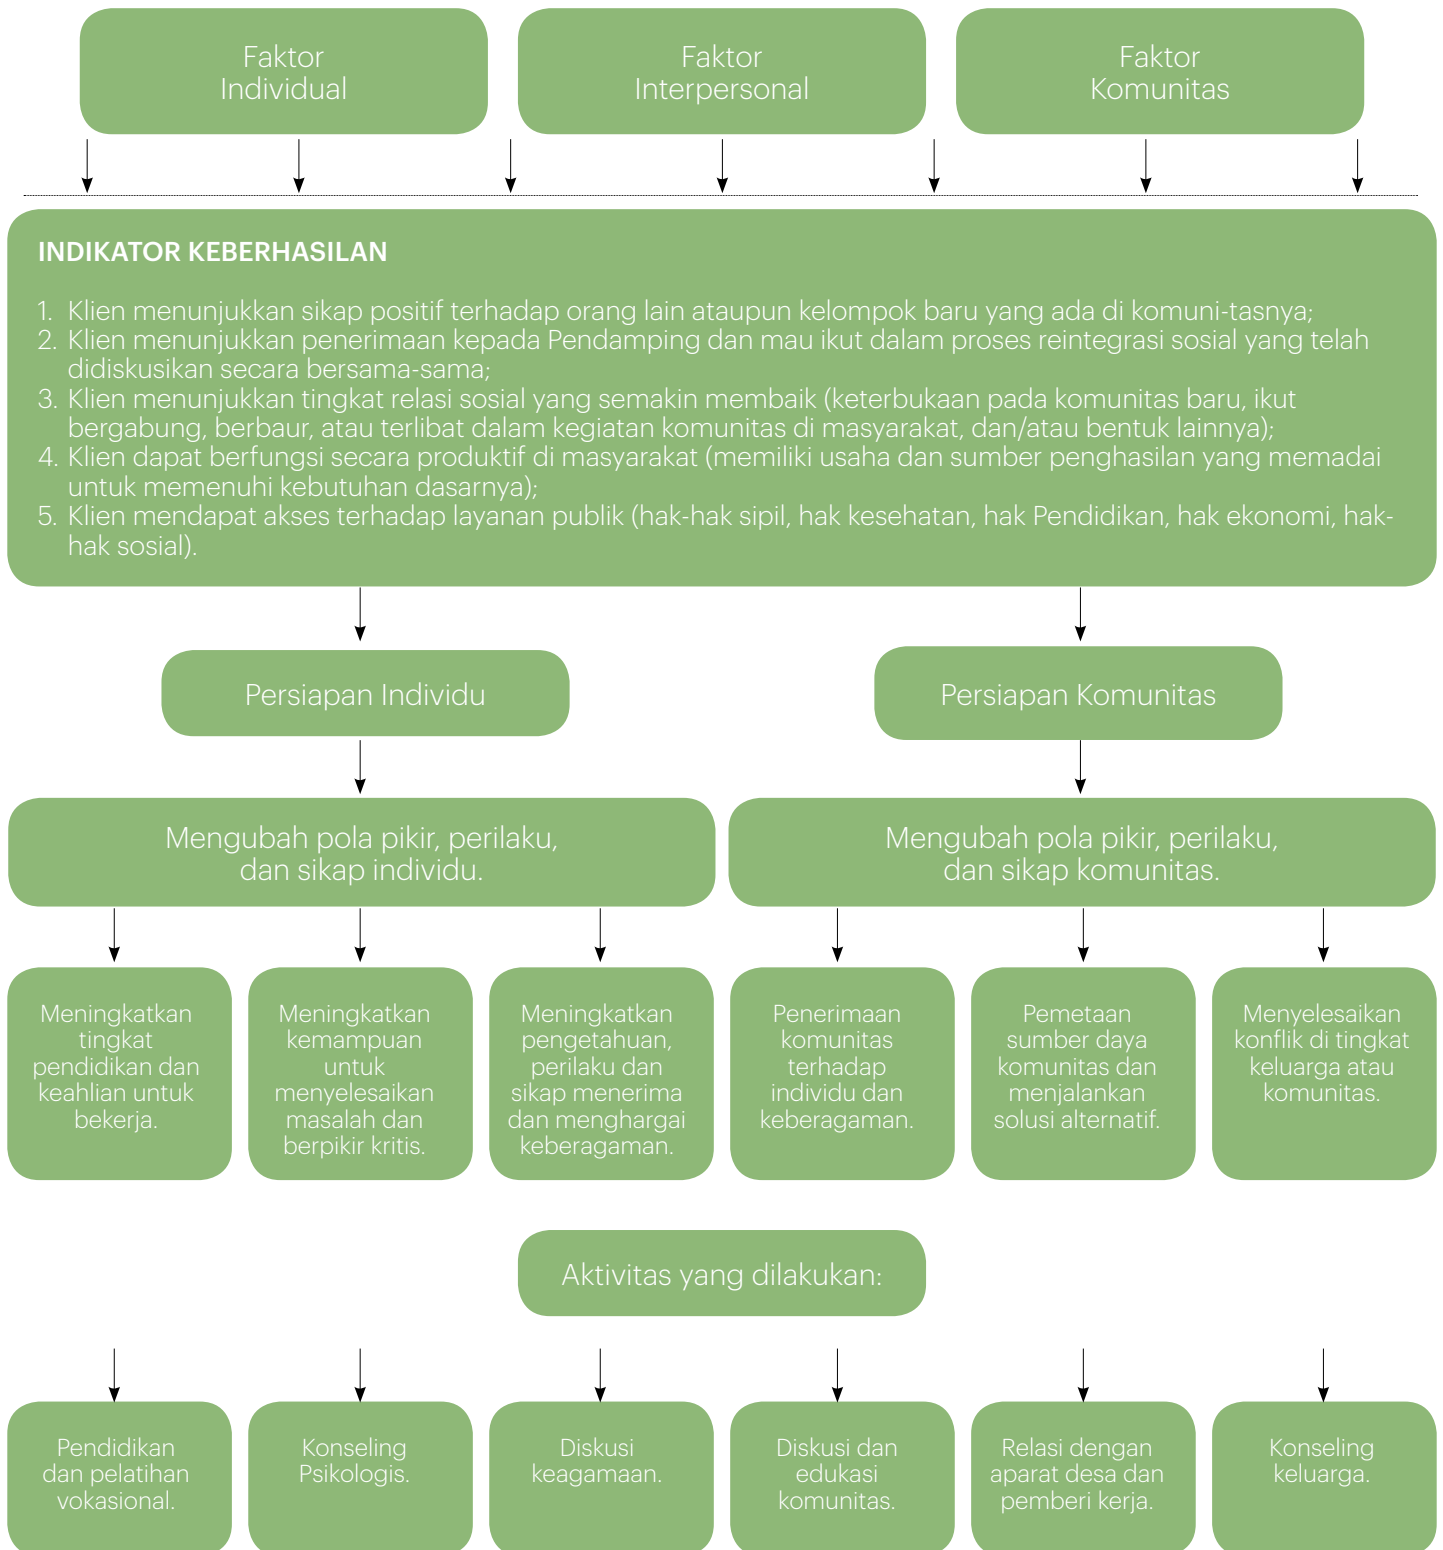 Faktor
Individual
Faktor
Interpersonal
Faktor
Komunitas
INDIKATOR KEBERHASILAN
1. Klien menunjukkan sikap positif terhadap orang lain ataupun kelompok baru yang ada di komuni-tasnya;
2. Klien menunjukkan penerimaan kepada Pendamping dan mau ikut dalam proses reintegrasi sosial yang telah
didiskusikan secara bersama-sama;
3. Klien menunjukkan tingkat relasi sosial yang semakin membaik (keterbukaan pada komunitas baru, ikut
bergabung, berbaur, atau terlibat dalam kegiatan komunitas di masyarakat, dan/atau bentuk lainnya);
4. Klien dapat berfungsi secara produktif di masyarakat (memiliki usaha dan sumber penghasilan yang memadai
untuk memenuhi kebutuhan dasarnya);
5. Klien mendapat akses terhadap layanan publik (hak-hak sipil, hak kesehatan, hak Pendidikan, hak ekonomi, hak-
hak sosial).
Persiapan Individu
Persiapan Komunitas
Mengubah pola pikir, perilaku,
dan sikap individu.
Mengubah pola pikir, perilaku,
dan sikap komunitas.
Meningkatkan
tingkat
pendidikan dan
keahlian untuk
bekerja.
Meningkatkan
kemampuan
untuk
menyelesaikan
masalah dan
berpikir kritis.
Meningkatkan
pengetahuan,
perilaku dan
sikap menerima
dan menghargai
keberagaman.
Penerimaan
komunitas
terhadap
individu dan
keberagaman.
Pemetaan
sumber daya
komunitas dan
menjalankan
solusi alternatif.
Menyelesaikan
konflik di tingkat
keluarga atau
komunitas.
Aktivitas yang dilakukan:
Pendidikan
dan pelatihan
vokasional.
Konseling
Psikologis.
Diskusi
keagamaan.
Diskusi dan
edukasi
komunitas.
Relasi dengan
aparat desa dan
pemberi kerja.
Konseling
keluarga.